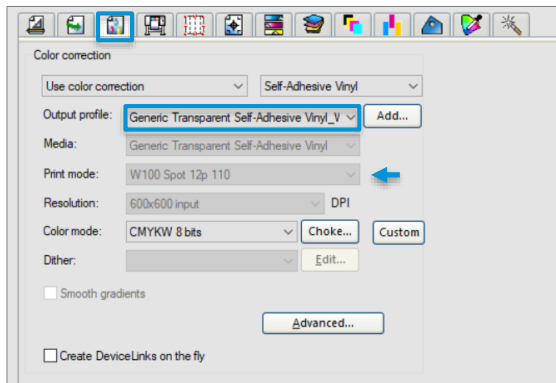 Color correction
Use color correction Self-Adhesive Vinyl
Output profile: Generic Transparent Self-Adhesive Vinyl_V Add...
Media: Generic Transparent Self-Adhesive Vinyl
Print mode: W100 Spot 12p 110
Resolution: 600x600 input DPI
Color mode: CMYKW 8 bits Choke... Custom
Dither: Edit...
Smooth gradients
Advanced...
Create DeviceLinks on the fly